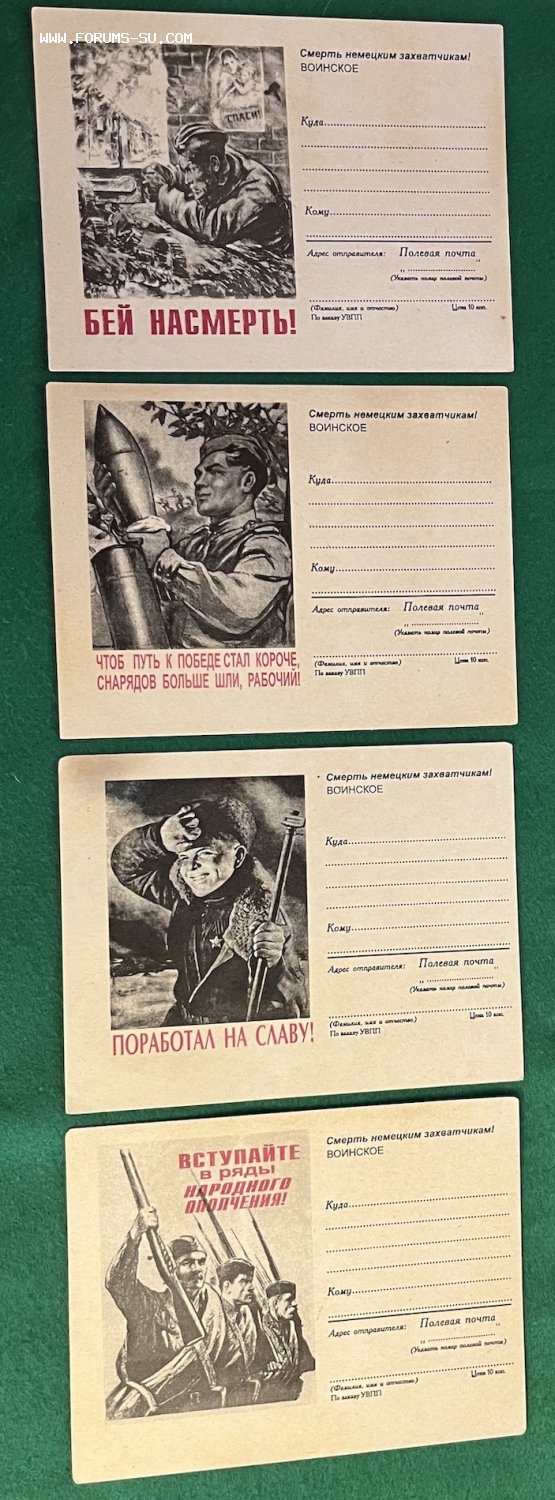 WWW.FORUMS-SU.COM
СПАСИ!
БЕЙ НАСМЕРТЬ!
Смерть немецким захватчикам!
ВОИНСКОЕ
Куда
Кому
Адрес отправителя: Полевая почта
(Указать номер полевой почты)
(Фамилия, имя и отчество) Цена 10 коп.
По заказу УВПП
ЧТОБ ПУТЬ К ПОБЕДЕ СТАЛ КОРОЧЕ,
СНАРЯДОВ БОЛЬШЕ ШЛИ, РАБОЧИЙ!
Смерть немецким захватчикам!
ВОИНСКОЕ
Куда
Кому
Адрес отправителя: Полевая почта
(Указать номер полевой почты)
(Фамилия, имя и отчество) Цена 10 коп.
По заказу УВПП
ПОРАБОТАЛ НА СЛАВУ!
Смерть немецким захватчикам!
ВОИНСКОЕ
Куда
Кому
Адрес отправителя: Полевая почта
(Указать номер полевой почты)
(Фамилия, имя и отчество) Цена 10 коп.
По заказу УВПП
ВСТУПАЙТЕ
в ряды
НАРОДНОГО
ОПОЛЧЕНИЯ!
Смерть немецким захватчикам!
ВОИНСКОЕ
Куда
Кому
Адрес отправителя: Полевая почта
(Указать номер полевой почты)
(Фамилия, имя и отчество) Цена 10 коп.
По заказу УВПП